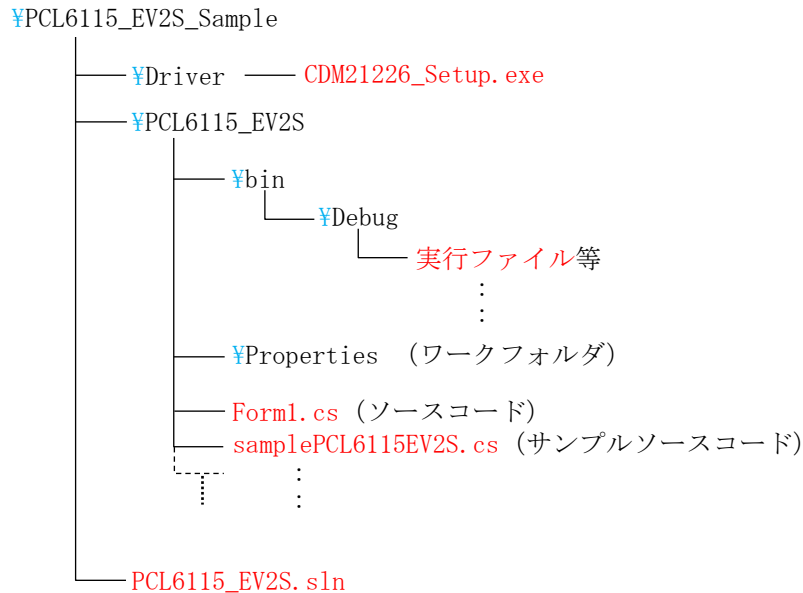 ¥PCL6115_EV2S_Sample
¥Driver CDM21226_Setup.exe
¥PCL6115_EV2S
¥bin
¥Debug
実行ファイル等
:
:
¥Properties (ワークフォルダ)
Form1.cs (ソースコード)
samplePCL6115EV2S.cs (サンプルソースコード)
:
:
PCL6115_EV2S.sln